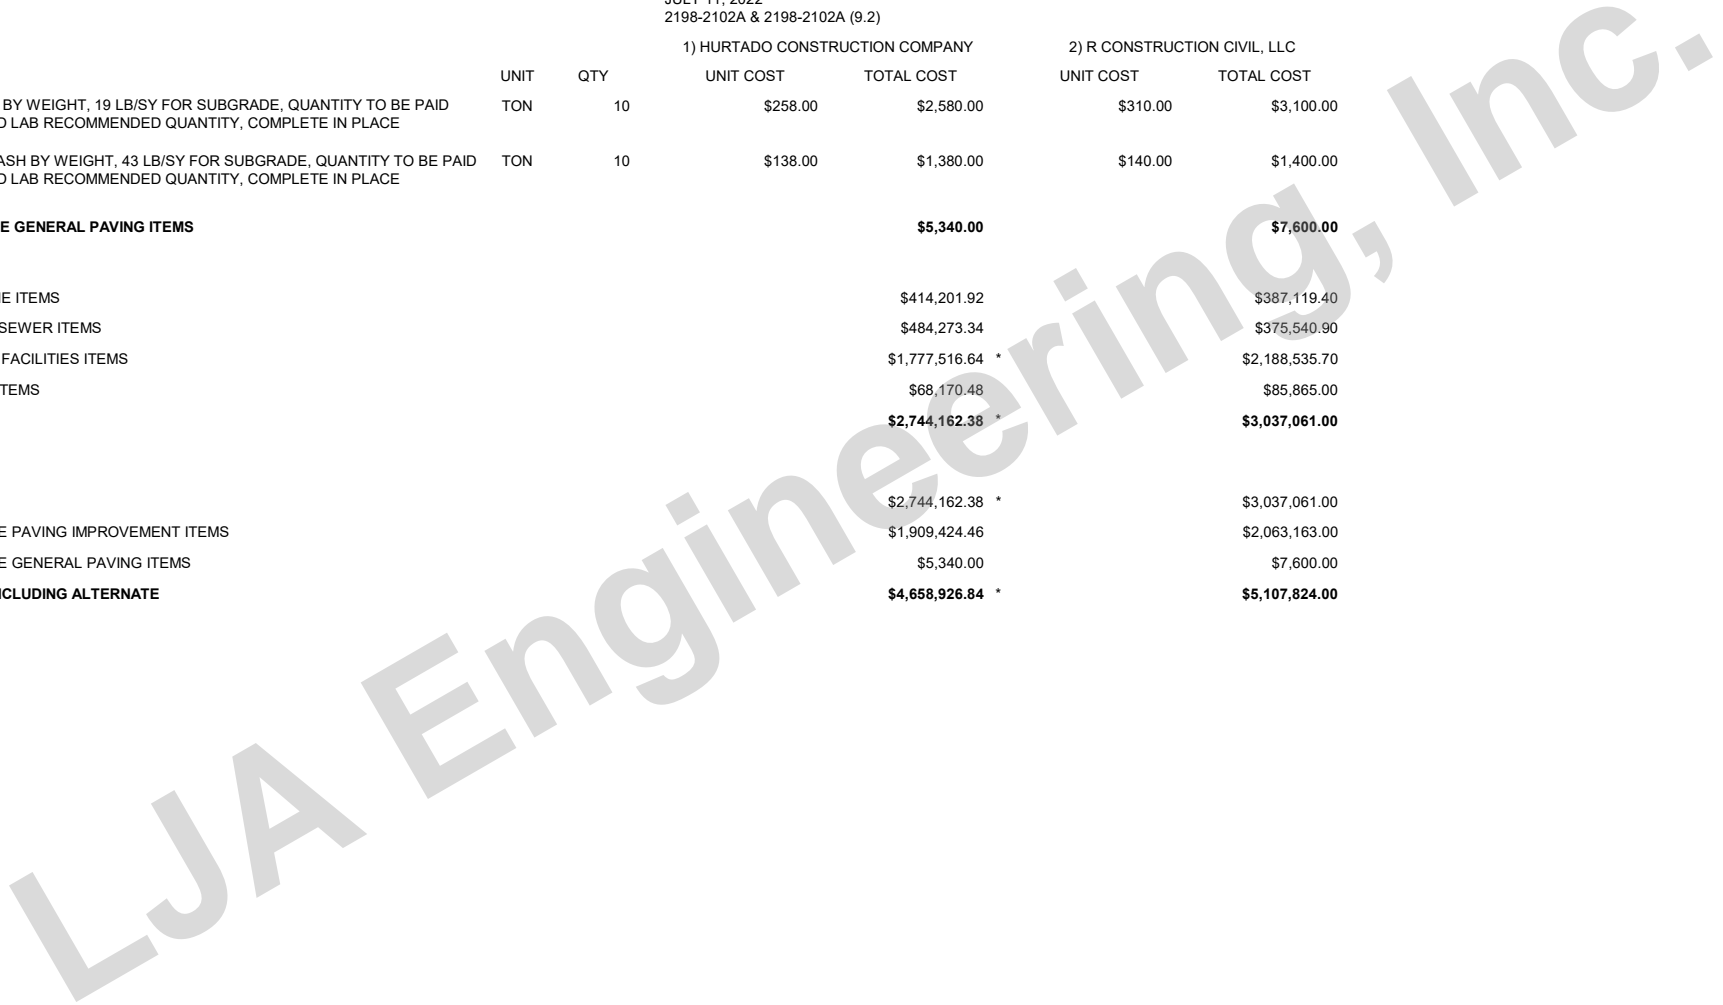 JULY 11, 2022
2198-2102A & 2198-2102A (9.2)
1) HURTADO CONSTRUCTION COMPANY 2) R CONSTRUCTION CIVIL, LLC
UNIT QTY UNIT COST TOTAL COST UNIT COST TOTAL COST
BY WEIGHT, 19 LB/SY FOR SUBGRADE, QUANTITY TO BE PAID TON 10 $258.00 $2,580.00 $310.00 $3,100.00
LAB RECOMMENDED QUANTITY, COMPLETE IN PLACE
ASH BY WEIGHT, 43 LB/SY FOR SUBGRADE, QUANTITY TO BE PAID TON 10 $138.00 $1,380.00 $140.00 $1,400.00
LAB RECOMMENDED QUANTITY, COMPLETE IN PLACE
E GENERAL PAVING ITEMS $5,340.00 $7,600.00
ITEMS $414,201.92 $387,119.40
SEWER ITEMS $484,273.34 $375,540.90
FACILITIES ITEMS $1,777,516.64 * $2,188,535.70
TEMS $68,170.48 $85,865.00
$2,744,162.38 * $3,037,061.00
$2,744,162.38 * $3,037,061.00
E PAVING IMPROVEMENT ITEMS $1,909,424.46 $2,063,163.00
E GENERAL PAVING ITEMS $5,340.00 $7,600.00
NCLUDING ALTERNATE $4,658,926.84 * $5,107,824.00
LJA Engineering, Inc.